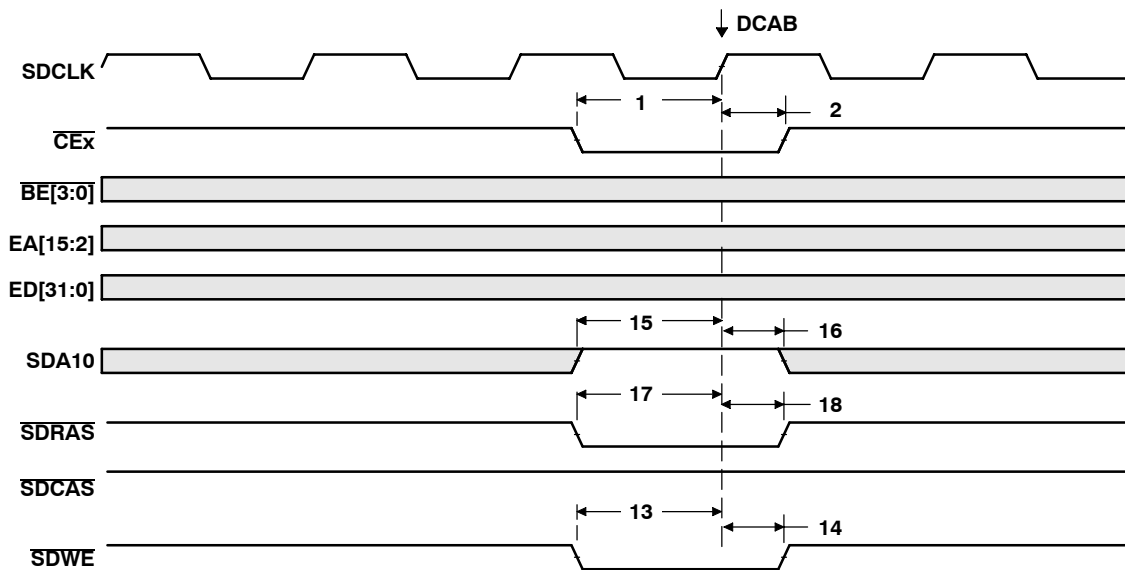 DCAB
SDCLK
1 2
CEx
BE[3:0]
EA[15:2]
ED[31:0]
15 16
SDA10
17 18
SDRAS
SDCAS
13 14
SDWE